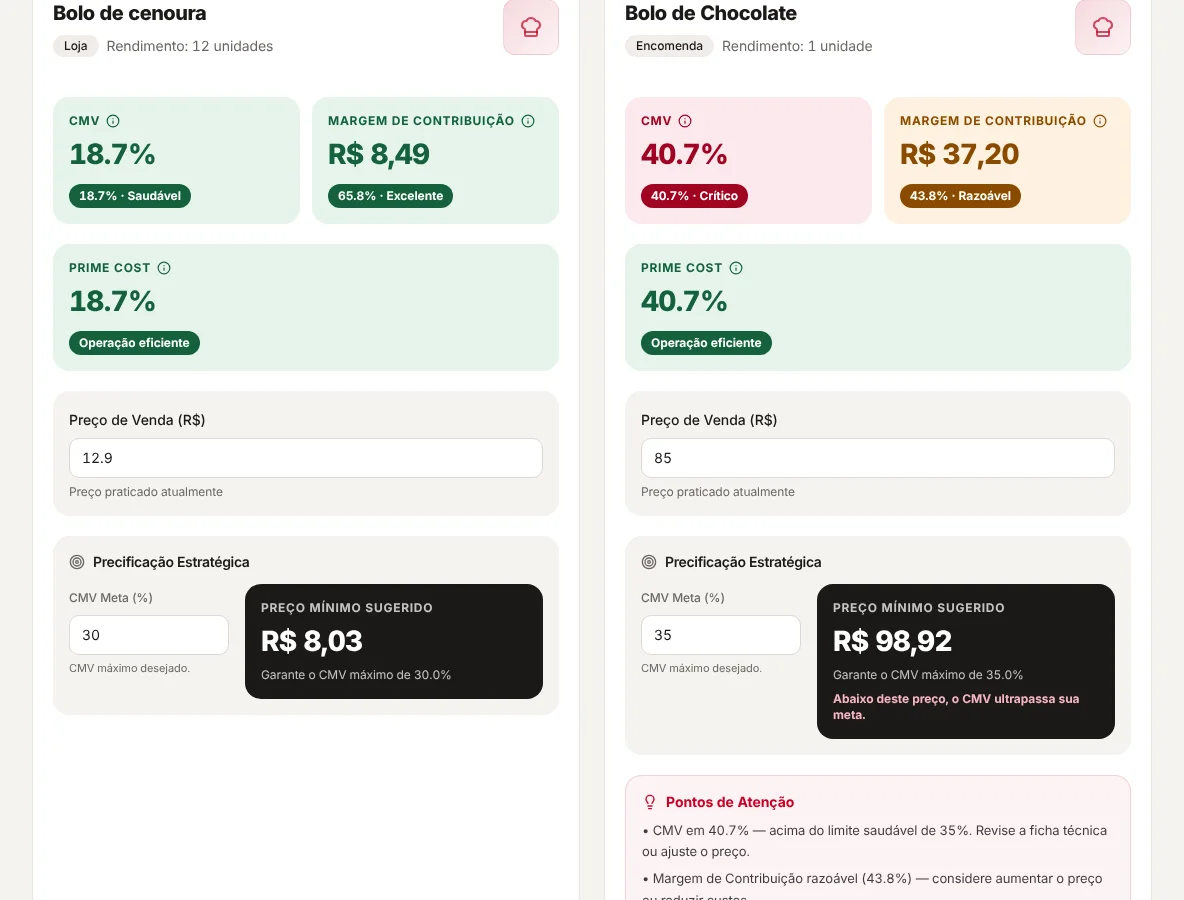 Bolo de cenoura
Loja
Rendimento: 12 unidades
CMV
18.7%
18.7% · Saudável
MARGEM DE CONTRIBUIÇÃO
R$ 8,49
65.8% · Excelente
PRIME COST
18.7%
Operação eficiente
Preço de Venda (R$)
12.9
Preço praticado atualmente
Precificação Estratégica
CMV Meta (%)
30
CMV máximo desejado.
PREÇO MÍNIMO SUGERIDO
R$ 8,03
Garante o CMV máximo de 30.0%
Bolo de Chocolate
Encomenda
Rendimento: 1 unidade
CMV
40.7%
40.7% · Crítico
MARGEM DE CONTRIBUIÇÃO
R$ 37,20
43.8% · Razoável
PRIME COST
40.7%
Operação eficiente
Preço de Venda (R$)
85
Preço praticado atualmente
Precificação Estratégica
CMV Meta (%)
35
CMV máximo desejado.
PREÇO MÍNIMO SUGERIDO
R$ 98,92
Garante o CMV máximo de 35.0%
Abaixo deste preço, o CMV ultrapassa sua
meta.
Pontos de Atenção
• CMV em 40.7% — acima do limite saudável de 35%. Revise a ficha técnica
ou ajuste o preço.
• Margem de Contribuição razoável (43.8%) — considere aumentar o preço
ou reduzir custos.